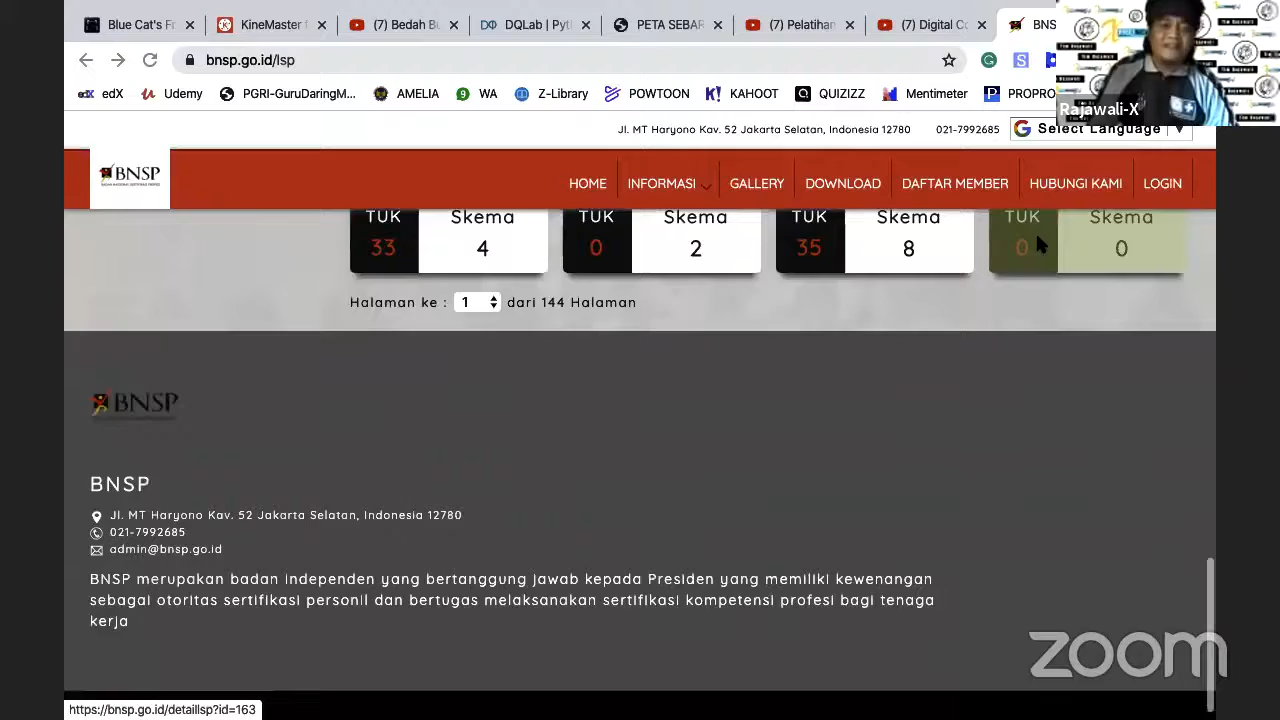 Blue Cat's Fr
KineMaster
(7)
PETA SEBAR
(7) Pelatihan
(7) Digital Co
BNS
bnsp.go.id/lsp
edX
Udemy
PGRI-GuruDaringM...
AMELIA
WA
POWTOON
KAHOOT
QUIZIZZ
Mentimeter
PROPRO
Rajawali-X
Jl. MT Haryono Kav. 52 Jakarta Selatan, Indonesia 12780
021-7992685
Select Language
BNSP
HOME
INFORMASI
GALLERY
DOWNLOAD
DAFTAR MEMBER
HUBUNGI KAMI
LOGIN
TUK Skema TUK Skema TUK Skema TUK Skema
33 4 0 2 35 8 0 0
Halaman ke : 1 dari 144 Halaman
BNSP
BNSP
Jl. MT Haryono Kav. 52 Jakarta Selatan, Indonesia 12780
021-7992685
admin@bnsp.go.id
BNSP merupakan badan independen yang bertanggung jawab kepada Presiden yang memiliki kewenangan
sebagai otoritas sertifikasi personil dan bertugas melaksanakan sertifikasi kompetensi profesi bagi tenaga
kerja
zoom
https://bnsp.go.id/detaillsp?id=163